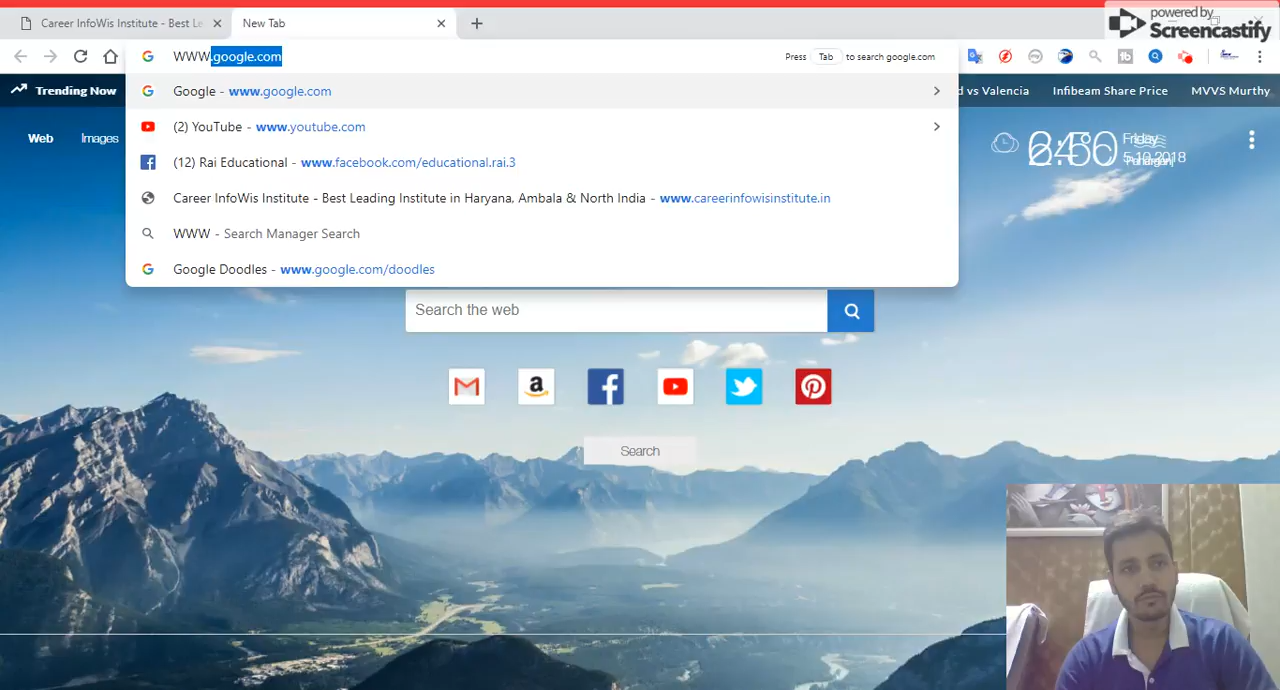 Career InfoWis Institute - Best Le
New Tab
powered by
Screencastify
WWW.google.com
Press Tab to search google.com
Trending Now
Google - www.google.com
d vs Valencia
Infibeam Share Price
MVVS Murthy
(2) YouTube - www.youtube.com
Web
Images
Friday
5-10,2018
(12) Rai Educational - www.facebook.com/educational.rai.3
Career InfoWis Institute - Best Leading Institute in Haryana, Ambala & North India - www.careerinfowisinstitute.in
WWW - Search Manager Search
Google Doodles - www.google.com/doodles
Search the web
Search